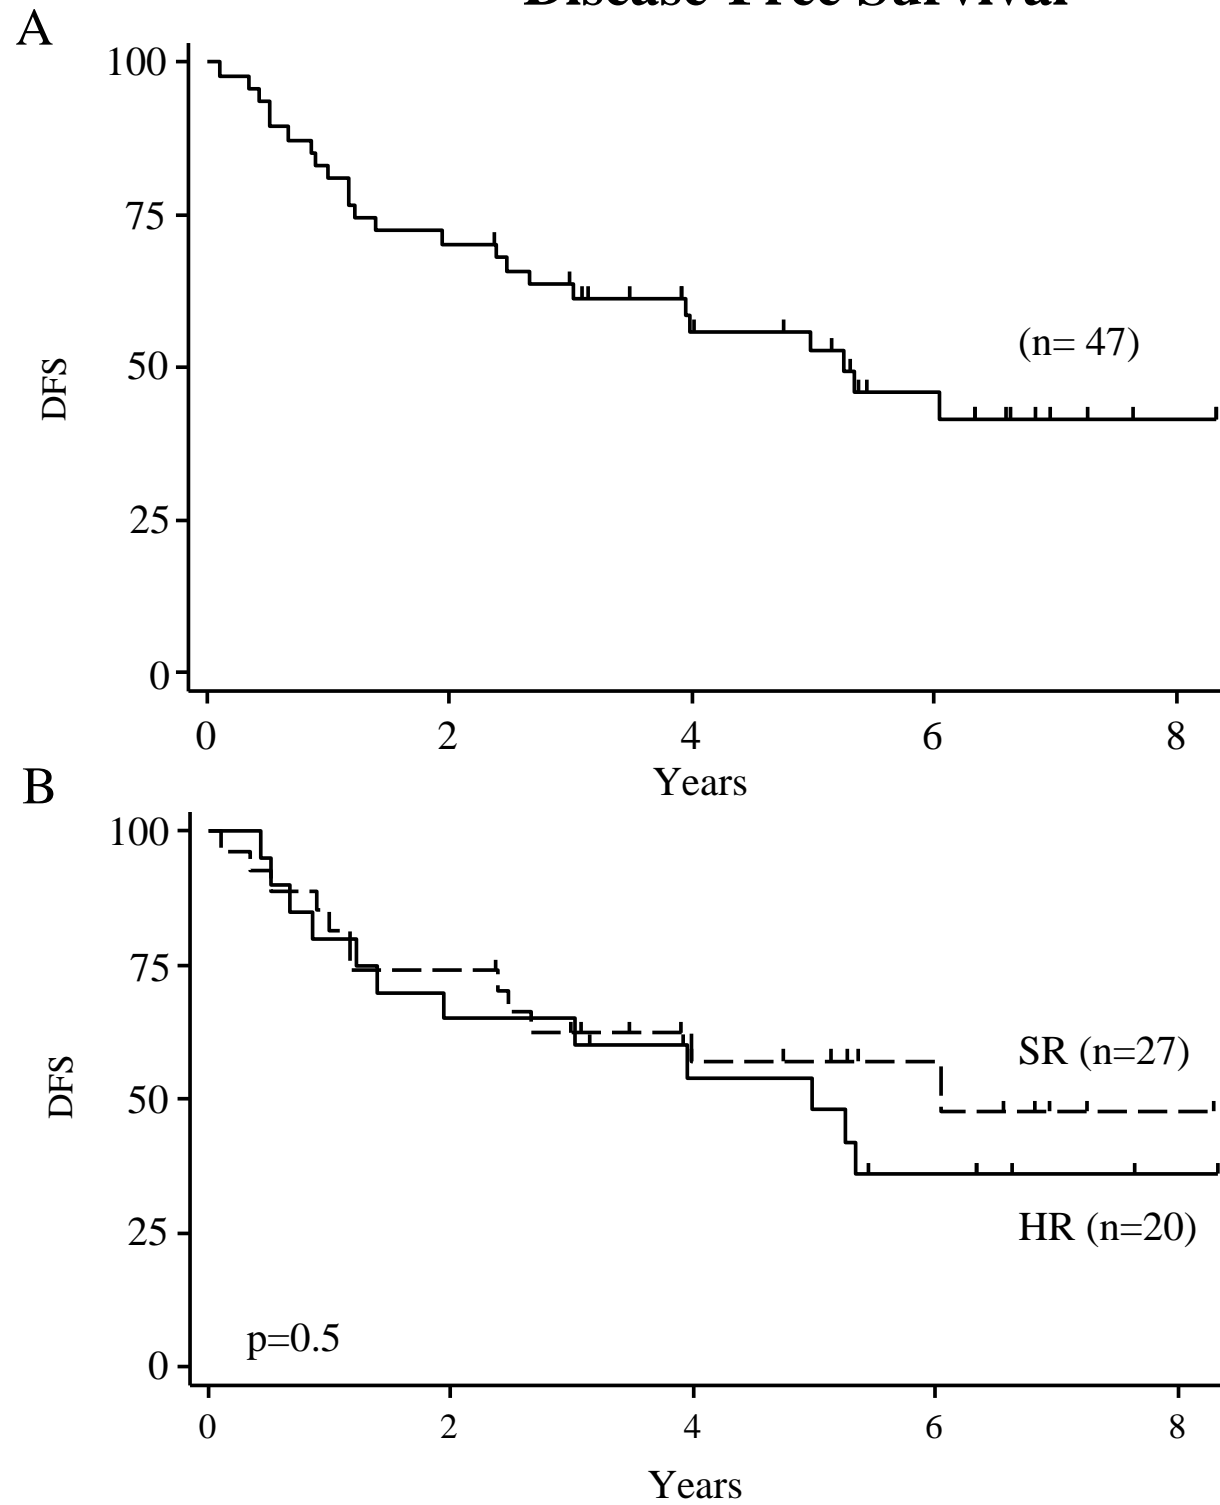 Disease Free Survival
A
100
75
50
25
0
DFS
(n= 47)
0 2 4 6 8
Years
B
100
75
50
25
0
DFS
SR (n=27)
HR (n=20)
p=0.5
0 2 4 6 8
Years